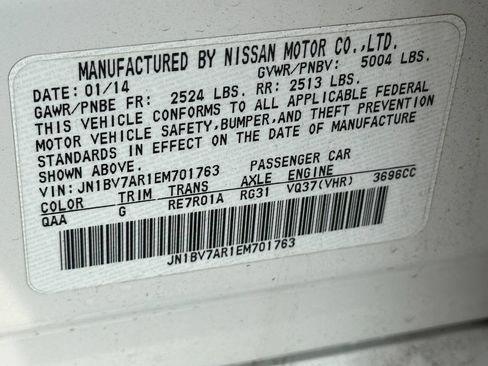 MANUFACTURED BY NISSAN MOTOR CO.,LTD.
DATE: 01/14 GVWR/PNBV: 5004 LBS.
GAWR/PNBE FR: 2524 LBS. RR: 2513 LBS.
THIS VEHICLE CONFORMS TO ALL APPLICABLE FEDERAL
MOTOR VEHICLE SAFETY,BUMPER,AND THEFT PREVENTION
STANDARDS IN EFFECT ON THE DATE OF MANUFACTURE
SHOWN ABOVE.
VIN: JN1BV7AR1EM701763 PASSENGER CAR
COLOR TRIM TRANS AXLE ENGINE
QAA G RE7R01A RG31 VQ37(VHR) 3696CC
JN1BV7AR1EM701763